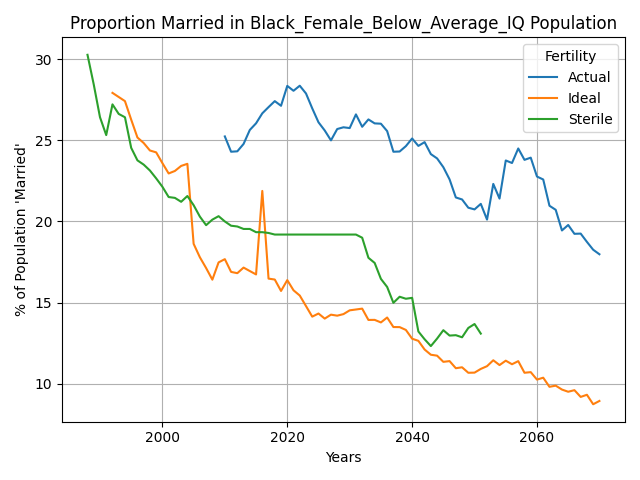 Proportion Married in Black_Female_Below_Average_IQ Population
Fertility
Actual
Ideal
Sterile
% of Population 'Married'
30
25
20
15
10
2000
2020
2040
2060
Years